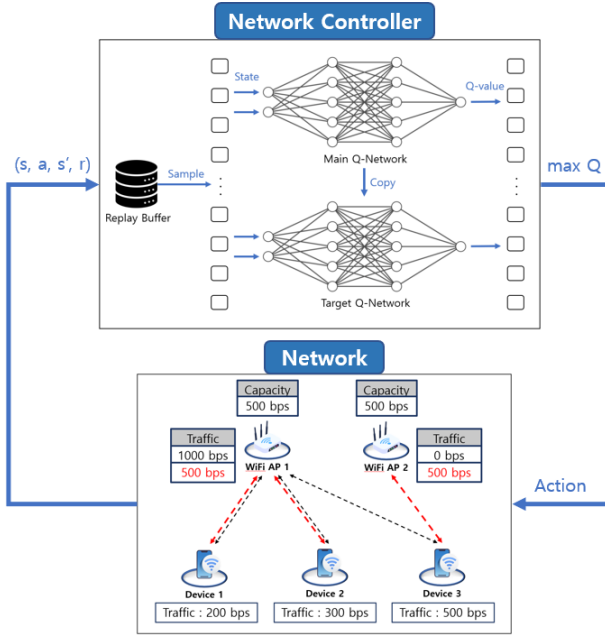 Network Controller
State
Q-value
Main Q-Network
(s, a, s’, r)
Sample
Replay Buffer
Copy
max Q
Target Q-Network
Network
Capacity
500 bps
Capacity
500 bps
Traffic
1000 bps
500 bps
WiFi AP 1
WiFi AP 2
Traffic
0 bps
500 bps
Action
Device 1
Device 2
Device 3
Traffic : 200 bps
Traffic : 300 bps
Traffic : 500 bps